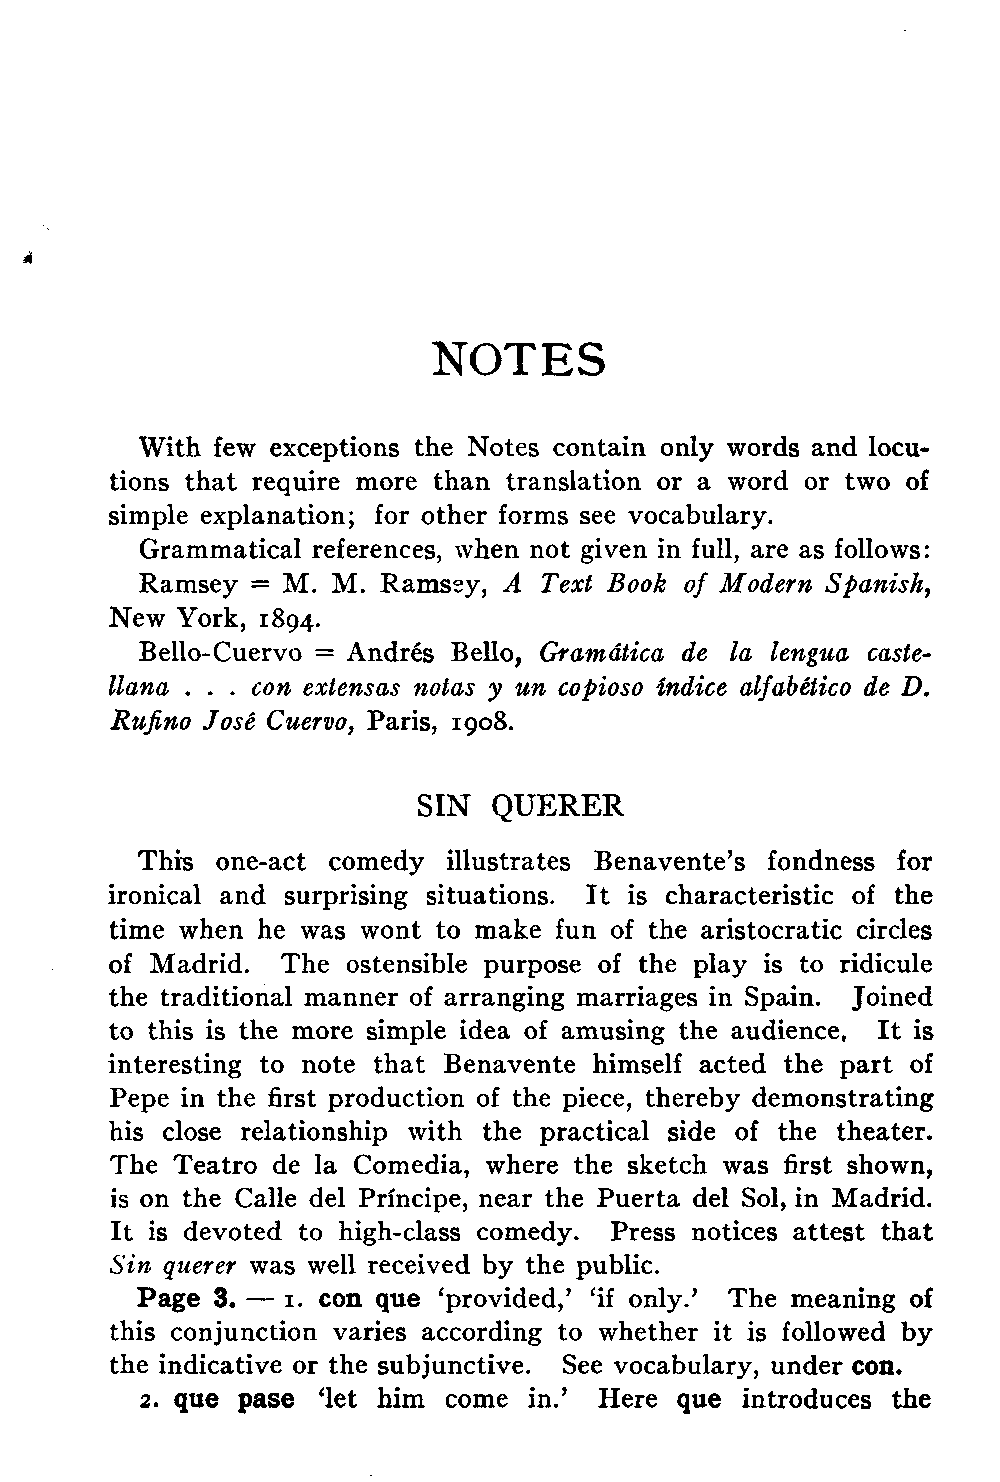 NOTES
With few exceptions the Notes contain only words and locu-
tions that require more than translation or a word or two of
simple explanation; for other forms see vocabulary.
Grammatical references, when not given in full, are as follows:
Ramsey = M. M. Ramsey, A Text Book of Modern Spanish,
New York, 1894.
Bello-Cuervo = Andrés Bello, Gramática de la lengua caste-
llana . . . con extensas notas y un copioso índice alfabético de D.
Rufino José Cuervo, Paris, 1908.
SIN QUERER
This one-act comedy illustrates Benavente's fondness for
ironical and surprising situations. It is characteristic of the
time when he was wont to make fun of the aristocratic circles
of Madrid. The ostensible purpose of the play is to ridicule
the traditional manner of arranging marriages in Spain. Joined
to this is the more simple idea of amusing the audience. It is
interesting to note that Benavente himself acted the part of
Pepe in the first production of the piece, thereby demonstrating
his close relationship with the practical side of the theater.
The Teatro de la Comedia, where the sketch was first shown,
is on the Calle del Príncipe, near the Puerta del Sol, in Madrid.
It is devoted to high-class comedy. Press notices attest that
Sin querer was well received by the public.
Page 3. — 1. con que 'provided,' 'if only.' The meaning of
this conjunction varies according to whether it is followed by
the indicative or the subjunctive. See vocabulary, under con.
2. que pase 'let him come in.' Here que introduces the